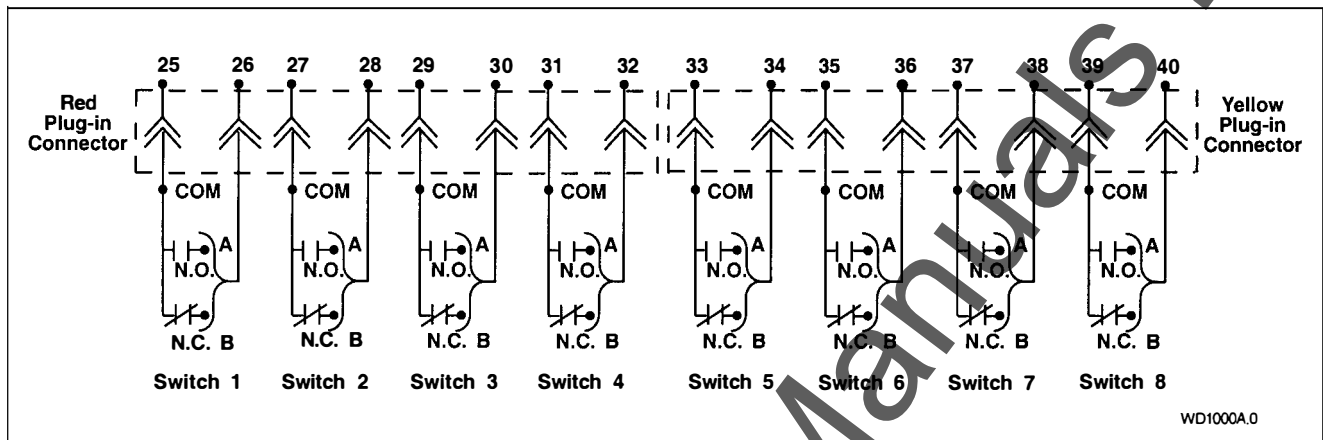 25 26 27 28 29 30 31 32 33 34 35 36 37 38 39 40
Red
Plug-in
Connector
Yellow
Plug-in
Connector
COM COM COM COM COM COM COM COM
A A A A A A A A
N.O. N.O. N.O. N.O. N.O. N.O. N.O. N.O.
N.C. B N.C. B N.C. B N.C. B N.C. B N.C. B N.C. B N.C. B
Switch 1 Switch 2 Switch 3 Switch 4 Switch 5 Switch 6 Switch 7 Switch 8
WD1000A.0
Manuals